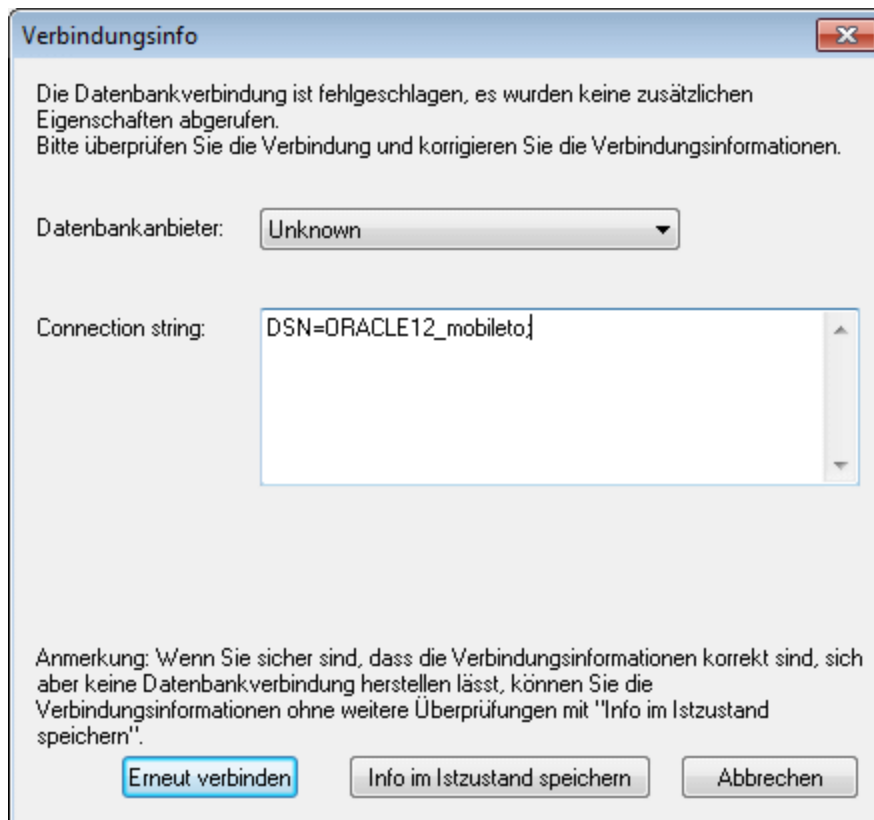 Verbindungsinfo
Die Datenbankverbindung ist fehlgeschlagen, es wurden keine zusätzlichen
Eigenschaften abgerufen.
Bitte überprüfen Sie die Verbindung und korrigieren Sie die Verbindungsinformationen.
Datenbankanbieter: Unknown
Connection string: DSN=ORACLE12_mobileto;
Anmerkung: Wenn Sie sicher sind, dass die Verbindungsinformationen korrekt sind, sich
aber keine Datenbankverbindung herstellen lässt, können Sie die
Verbindungsinformationen ohne weitere Überprüfungen mit "Info im Istzustand
speichern".
Erneut verbinden Info im Istzustand speichern Abbrechen